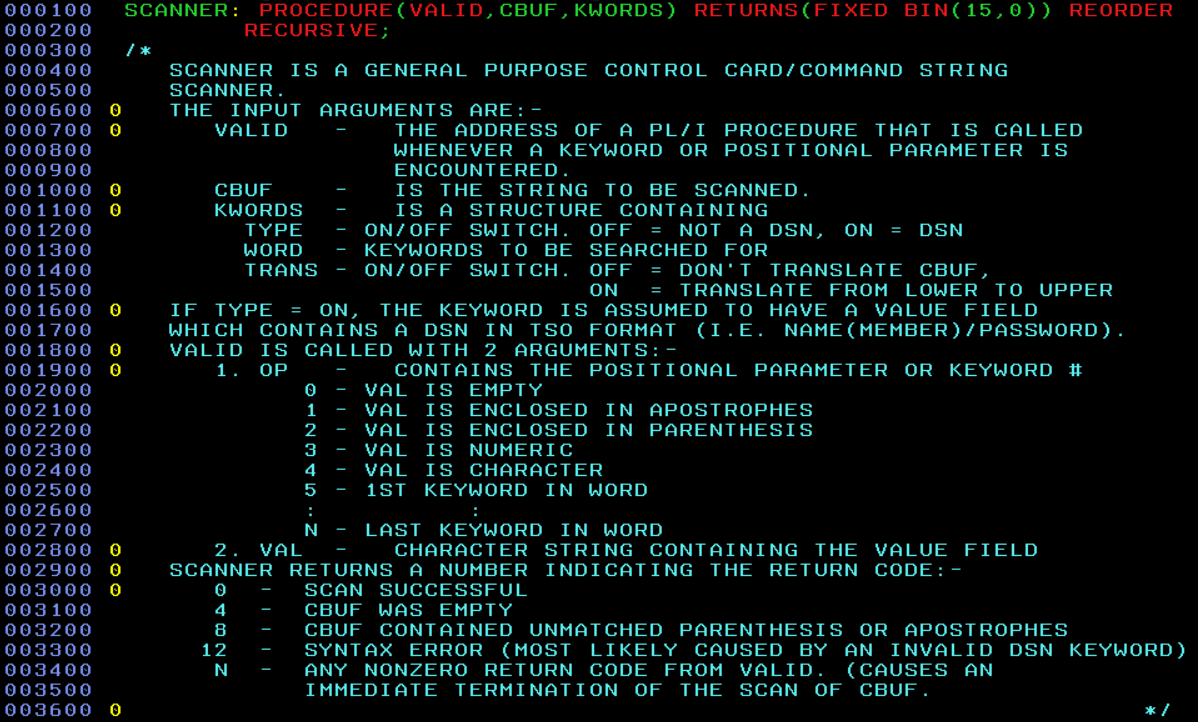 000100  SCANNER: PROCEDURE(VALID,CBUF,KWORDS) RETURNS(FIXED BIN(15,0)) REORDER
000200          RECURSIVE;
000300  /*
000400     SCANNER IS A GENERAL PURPOSE CONTROL CARD/COMMAND STRING
000500     SCANNER.
000600 0   THE INPUT ARGUMENTS ARE:-
000700 0      VALID   -   THE ADDRESS OF A PL/I PROCEDURE THAT IS CALLED
000800                    WHENEVER A KEYWORD OR POSITIONAL PARAMETER IS
000900                    ENCOUNTERED.
001000 0      CBUF    -   IS THE STRING TO BE SCANNED.
001100 0      KWORDS  -   IS A STRUCTURE CONTAINING
001200          TYPE  - ON/OFF SWITCH. OFF = NOT A DSN, ON = DSN
001300          WORD  - KEYWORDS TO BE SEARCHED FOR
001400          TRANS - ON/OFF SWITCH. OFF = DON'T TRANSLATE CBUF,
001500                                 ON  = TRANSLATE FROM LOWER TO UPPER
001600 0   IF TYPE = ON, THE KEYWORD IS ASSUMED TO HAVE A VALUE FIELD
001700     WHICH CONTAINS A DSN IN TSO FORMAT (I.E. NAME(MEMBER)/PASSWORD).
001800 0   VALID IS CALLED WITH 2 ARGUMENTS:-
001900 0      1. OP   -   CONTAINS THE POSITIONAL PARAMETER OR KEYWORD #
002000              0 - VAL IS EMPTY
002100              1 - VAL IS ENCLOSED IN APOSTROPHES
002200              2 - VAL IS ENCLOSED IN PARENTHESIS
002300              3 - VAL IS NUMERIC
002400              4 - VAL IS CHARACTER
002500              5 - 1ST KEYWORD IN WORD
002600              :          :
002700              N - LAST KEYWORD IN WORD
002800 0      2. VAL  -   CHARACTER STRING CONTAINING THE VALUE FIELD
002900 0   SCANNER RETURNS A NUMBER INDICATING THE RETURN CODE:-
003000 0      0  -  SCAN SUCCESSFUL
003100        4  -  CBUF WAS EMPTY
003200        8  -  CBUF CONTAINED UNMATCHED PARENTHESIS OR APOSTROPHES
003300       12  -  SYNTAX ERROR (MOST LIKELY CAUSED BY AN INVALID DSN KEYWORD)
003400        N  -  ANY NONZERO RETURN CODE FROM VALID. (CAUSES AN
003500              IMMEDIATE TERMINATION OF THE SCAN OF CBUF.
003600 0                                                                    */